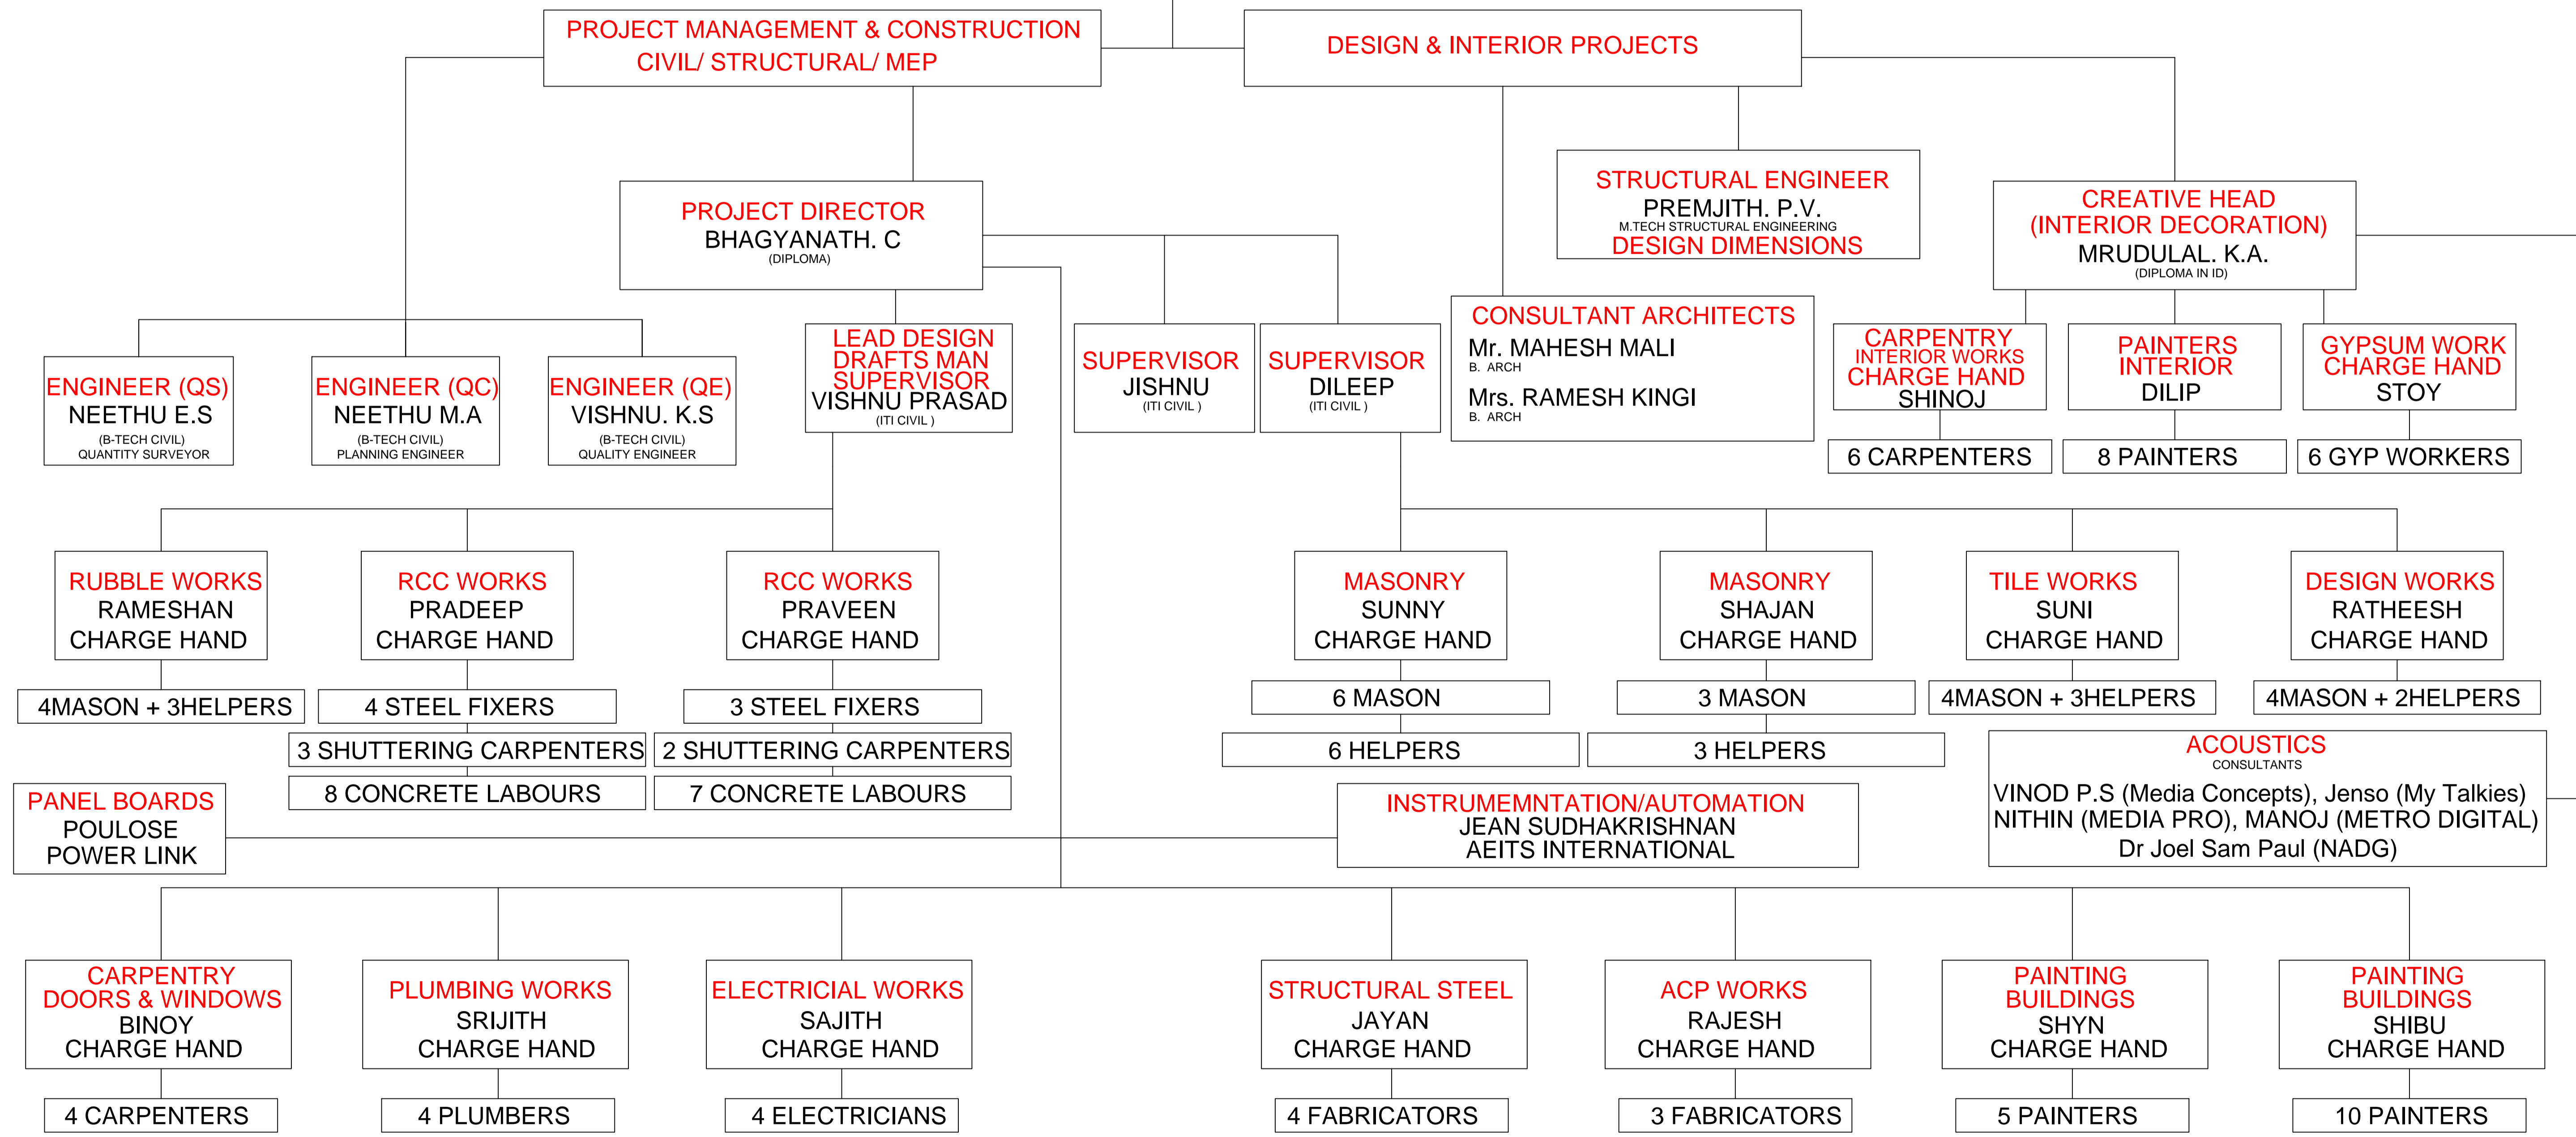 PROJECT MANAGEMENT & CONSTRUCTION
CIVIL/ STRUCTURAL/ MEP
DESIGN & INTERIOR PROJECTS
PROJECT DIRECTOR
BHAGYANATH. C
(DIPLOMA)
STRUCTURAL ENGINEER
PREMJITH. P.V.
M.TECH STRUCTURAL ENGINEERING
DESIGN DIMENSIONS
CREATIVE HEAD
(INTERIOR DECORATION)
MRUDULAL. K.A.
(DIPLOMA IN ID)
ENGINEER (QS)
NEETHU E.S
(B-TECH CIVIL)
QUANTITY SURVEYOR
ENGINEER (QC)
NEETHU M.A
(B-TECH CIVIL)
PLANNING ENGINEER
ENGINEER (QE)
VISHNU. K.S
(B-TECH CIVIL)
QUALITY ENGINEER
LEAD DESIGN
DRAFTS MAN
SUPERVISOR
VISHNU PRASAD
(ITI CIVIL )
SUPERVISOR
JISHNU
(ITI CIVIL )
SUPERVISOR
DILEEP
(ITI CIVIL )
CONSULTANT ARCHITECTS
Mr. MAHESH MALI
B. ARCH
Mrs. RAMESH KINGI
B. ARCH
CARPENTRY
INTERIOR WORKS
CHARGE HAND
SHINOJ
6 CARPENTERS
PAINTERS
INTERIOR
DILIP
8 PAINTERS
GYPSUM WORK
CHARGE HAND
STOY
6 GYP WORKERS
RUBBLE WORKS
RAMESHAN
CHARGE HAND
4MASON + 3HELPERS
RCC WORKS
PRADEEP
CHARGE HAND
4 STEEL FIXERS
3 SHUTTERING CARPENTERS
8 CONCRETE LABOURS
RCC WORKS
PRAVEEN
CHARGE HAND
3 STEEL FIXERS
2 SHUTTERING CARPENTERS
7 CONCRETE LABOURS
MASONRY
SUNNY
CHARGE HAND
6 MASON
6 HELPERS
MASONRY
SHAJAN
CHARGE HAND
3 MASON
3 HELPERS
TILE WORKS
SUNI
CHARGE HAND
4MASON + 3HELPERS
DESIGN WORKS
RATHEESH
CHARGE HAND
4MASON + 2HELPERS
PANEL BOARDS
POULOSE
POWER LINK
INSTRUMEMNTATION/AUTOMATION
JEAN SUDHAKRISHNAN
AEITS INTERNATIONAL
ACOUSTICS
CONSULTANTS
VINOD P.S (Media Concepts), Jenso (My Talkies)
NITHIN (MEDIA PRO), MANOJ (METRO DIGITAL)
Dr Joel Sam Paul (NADG)
CARPENTRY
DOORS & WINDOWS
BINOY
CHARGE HAND
4 CARPENTERS
PLUMBING WORKS
SRIJITH
CHARGE HAND
4 PLUMBERS
ELECTRICIAL WORKS
SAJITH
CHARGE HAND
4 ELECTRICIANS
STRUCTURAL STEEL
JAYAN
CHARGE HAND
4 FABRICATORS
ACP WORKS
RAJESH
CHARGE HAND
3 FABRICATORS
PAINTING
BUILDINGS
SHYN
CHARGE HAND
5 PAINTERS
PAINTING
BUILDINGS
SHIBU
CHARGE HAND
10 PAINTERS